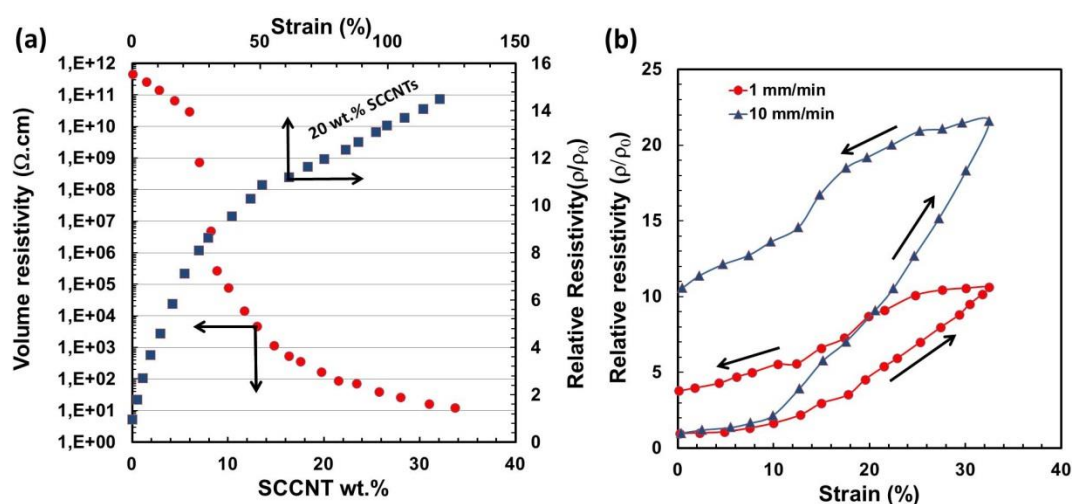 (a)
Strain (%)
0 50 100 150
Volume resistivity (Ω.cm)
1,E+12
1,E+11
1,E+10
1,E+09
1,E+08
1,E+07
1,E+06
1,E+05
1,E+04
1,E+03
1,E+02
1,E+01
1,E+00
20 wt.% SCCNTs
16
14
12
10
8
6
4
2
0
Relative Resistivity(ρ/ρ0)
0 10 20 30 40
SCCNT wt.%
(b)
Relative resistivity (ρ/ρ0)
25
20
15
10
5
0
1 mm/min
10 mm/min
0 10 20 30 40
Strain (%)